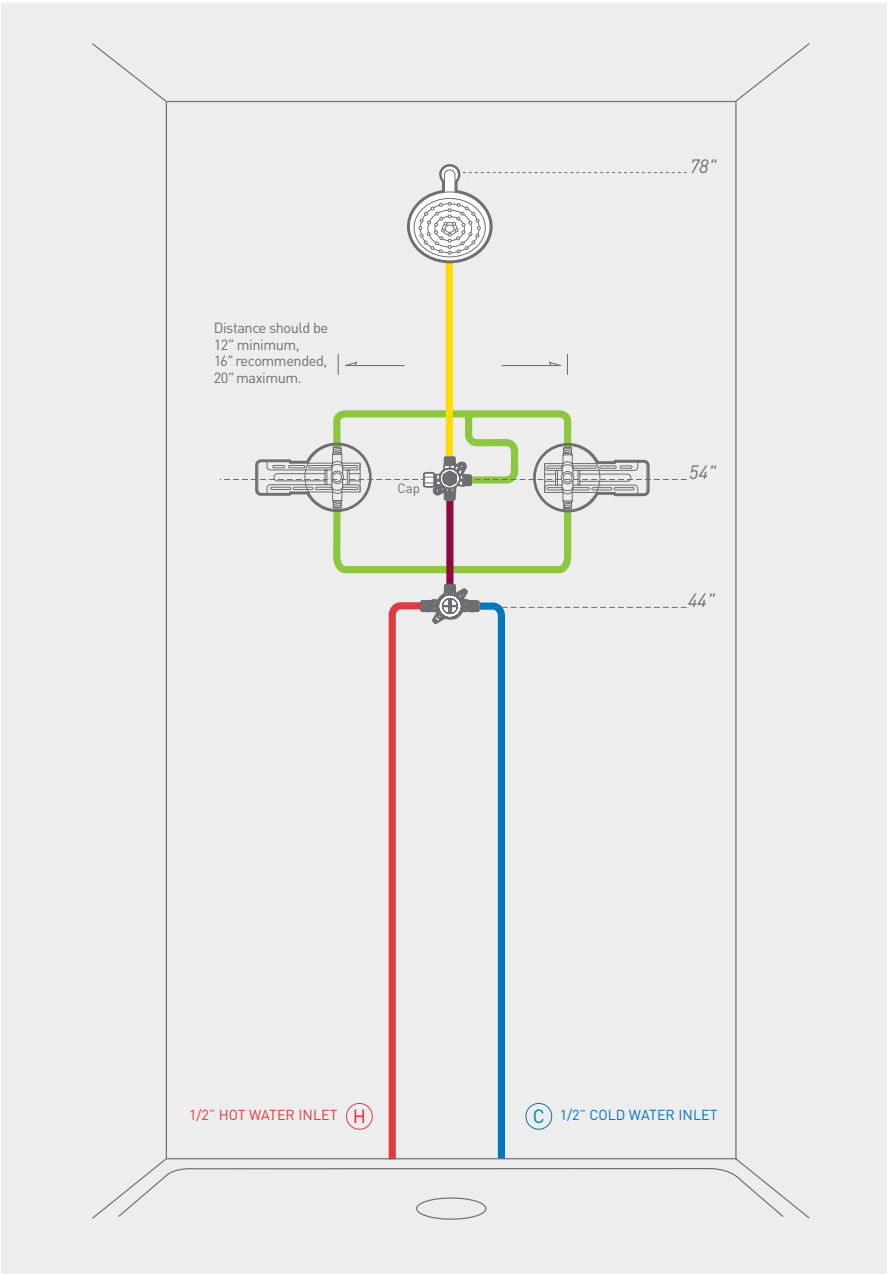 78"
Distance should be
12" minimum,
16" recommended,
20" maximum.
54"
Cap
44"
1/2" HOT WATER INLET H
C 1/2" COLD WATER INLET